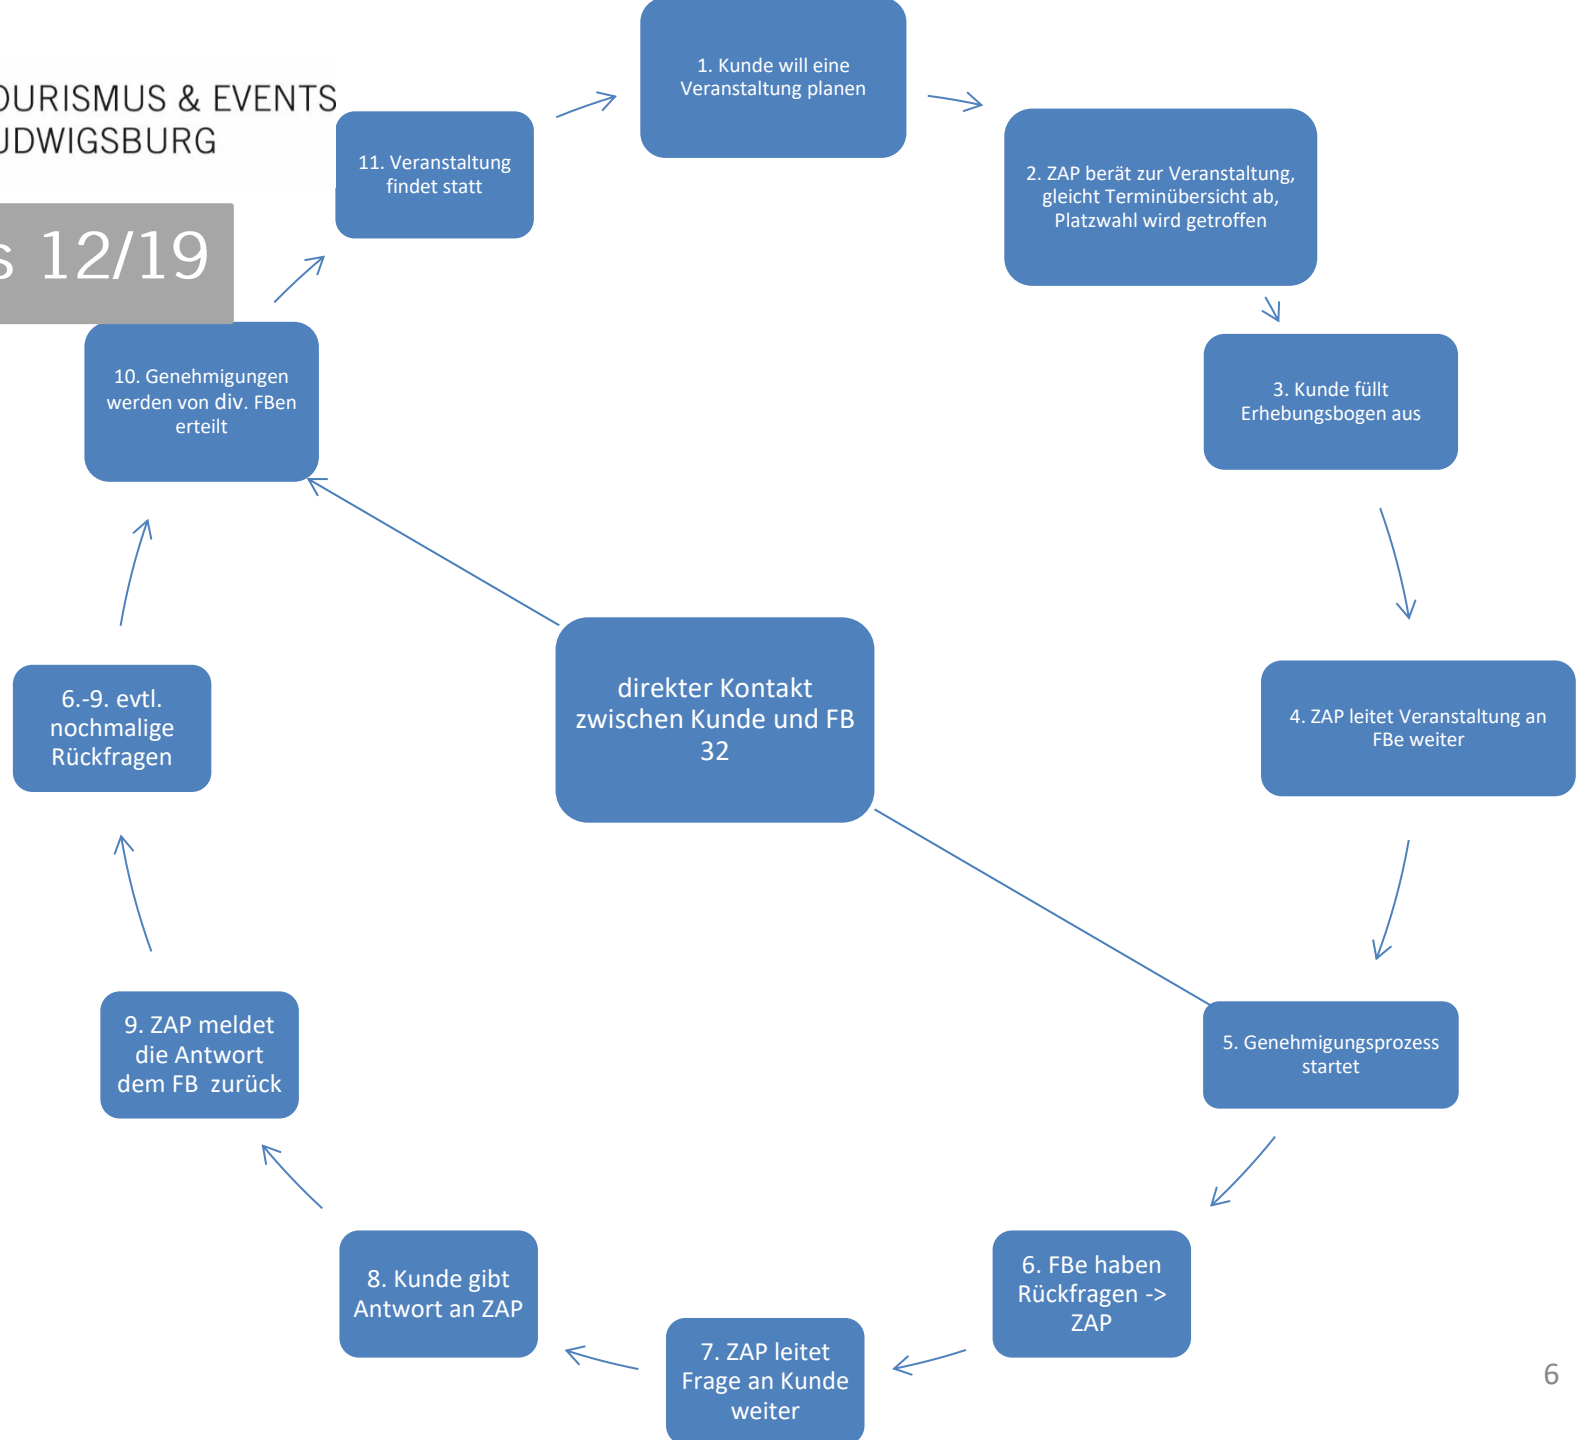 OURISMUS & EVENTS
UDWIGSBURG
s 12/19
1. Kunde will eine
Veranstaltung planen
2. ZAP berät zur Veranstaltung,
gleicht Terminübersicht ab,
Platzwahl wird getroffen
3. Kunde füllt
Erhebungsbogen aus
4. ZAP leitet Veranstaltung an
FBe weiter
5. Genehmigungsprozess
startet
6. FBe haben
Rückfragen ->
ZAP
7. ZAP leitet
Frage an Kunde
weiter
8. Kunde gibt
Antwort an ZAP
9. ZAP meldet
die Antwort
dem FB  zurück
6.-9. evtl.
nochmalige
Rückfragen
10. Genehmigungen
werden von div. FBen
erteilt
11. Veranstaltung
findet statt
direkter Kontakt
zwischen Kunde und FB
32
6